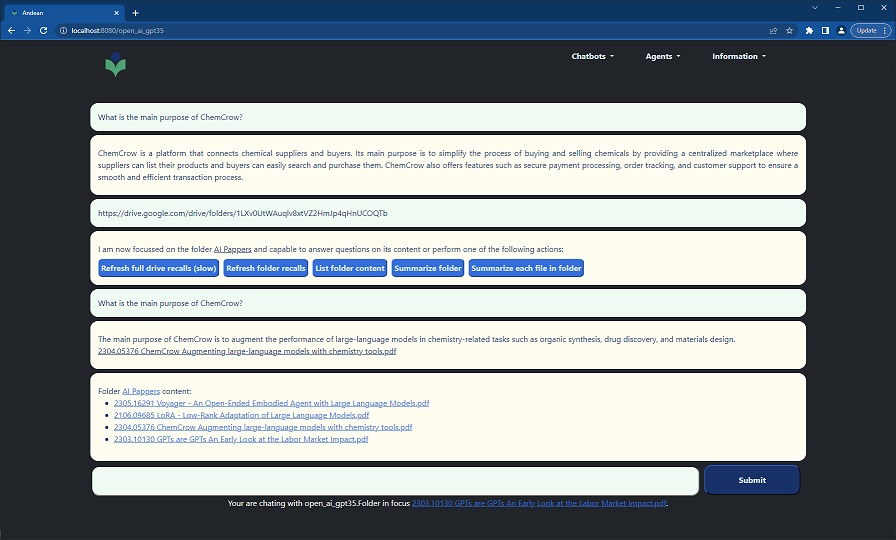 Andean
localhost:8080/open_ai_gpt35
Update
Chatbots
Agents
Information
What is the main purpose of ChemCrow?
ChemCrow is a platform that connects chemical suppliers and buyers. Its main purpose is to simplify the process of buying and selling chemicals by providing a centralized marketplace where
suppliers can list their products and buyers can easily search and purchase them. ChemCrow also offers features such as secure payment processing, order tracking, and customer support to ensure a
smooth and efficient transaction process.
https://drive.google.com/drive/folders/1LXv0UtWAuqlv8xtVZ2HmJp4qHnUCOQTb
I am now focussed on the folder AI Pappers and capable to answer questions on its content or perform one of the following actions:
Refresh full drive recalls (slow) Refresh folder recalls List folder content Summarize folder Summarize each file in folder
What is the main purpose of ChemCrow?
The main purpose of ChemCrow is to augment the performance of large-language models in chemistry-related tasks such as organic synthesis, drug discovery, and materials design.
2304.05376 ChemCrow Augmenting large-language models with chemistry tools.pdf
Folder AI Pappers content:
2305.16291 Voyager - An Open-Ended Embodied Agent with Large Language Models.pdf
2106.09685 LoRA - Low-Rank Adaptation of Large Language Models.pdf
2304.05376 ChemCrow Augmenting large-language models with chemistry tools.pdf
2303.10130 GPTs are GPTs An Early Look at the Labor Market Impact.pdf
Submit
Your are chatting with open_ai_gpt35.Folder in focus 2303.10130 GPTs are GPTs An Early Look at the Labor Market Impact.pdf.